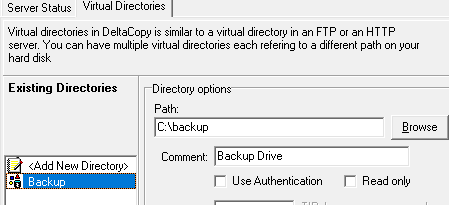 Server Status
Virtual Directories
Virtual directories in DeltaCopy is similar to a virtual directory in an FTP or an HTTP
server. You can have multiple virtual directories each refering to a different path on your
hard disk
Existing Directories
<Add New Directory>
Backup
Directory options
Path:
C:\backup
Browse
Comment: Backup Drive
Use Authentication Read only